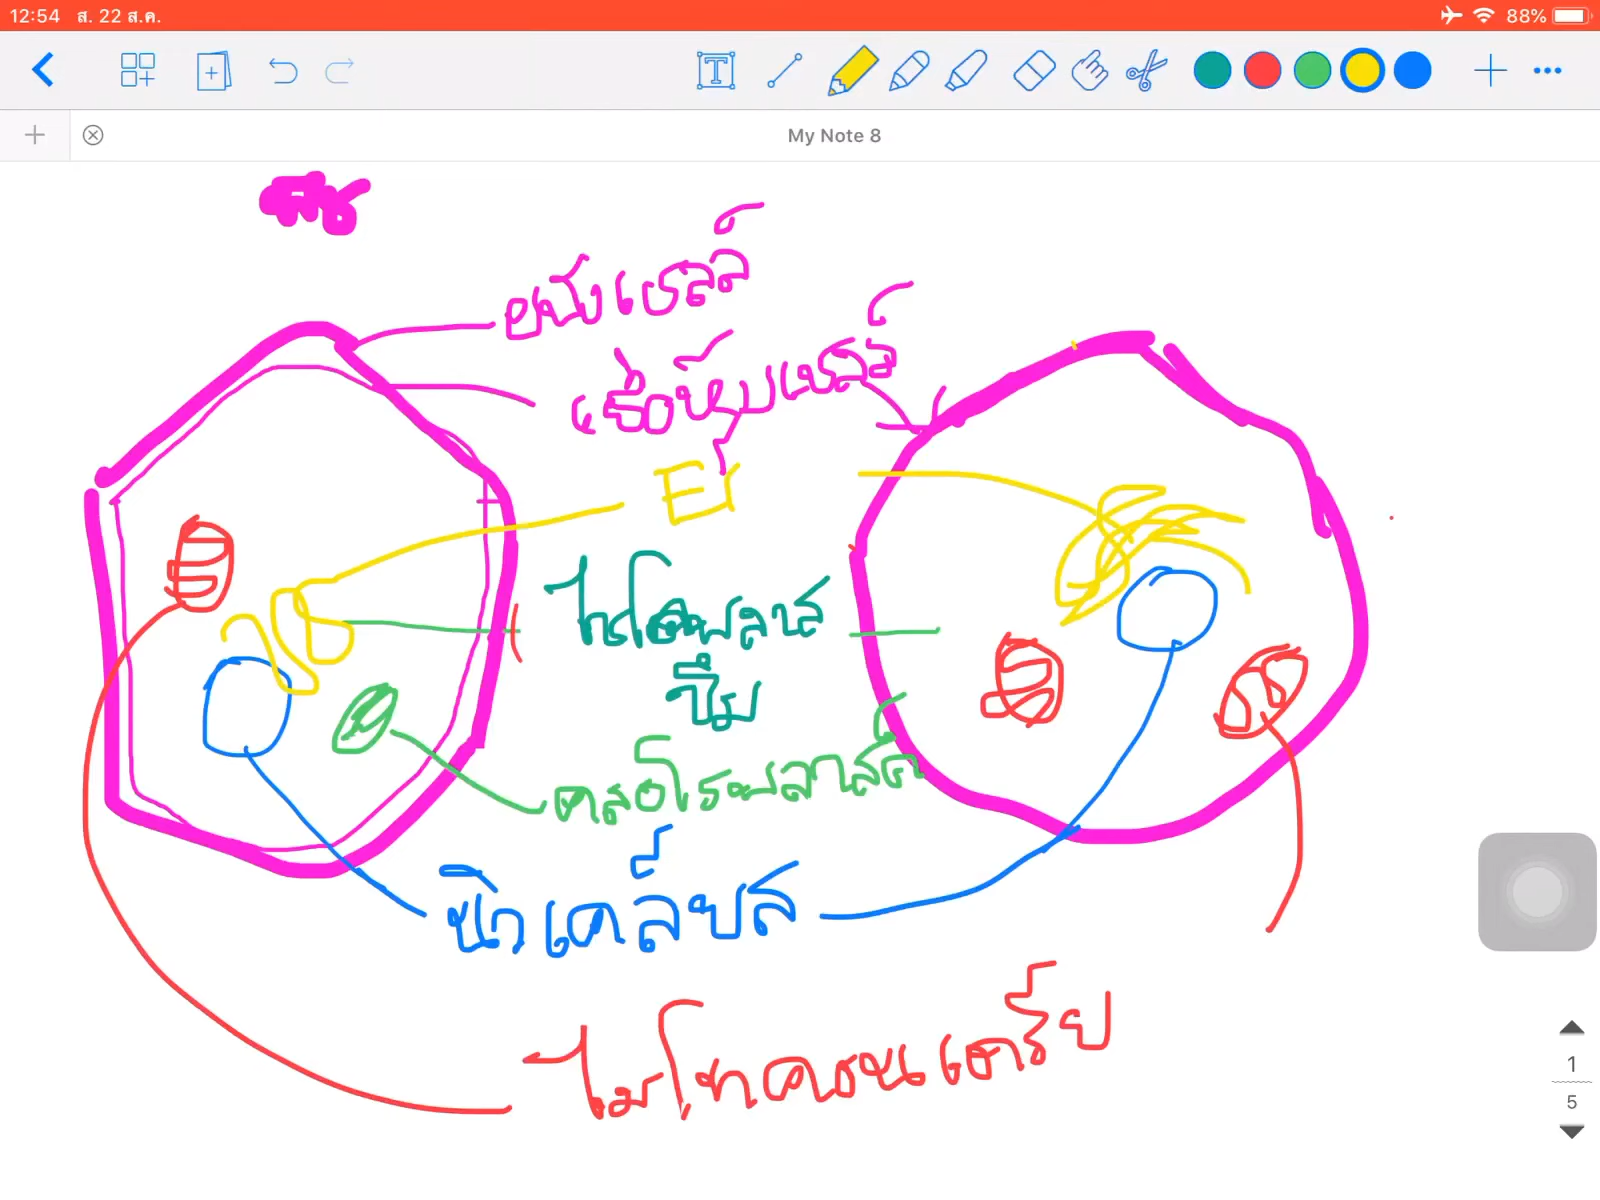 12:54 ส. 22 ส.ค. 88%
My Note 8
ผนังเซลล์
เยื่อหุ้มเซลล์
Er
ไซโตพลาส
ซึม
คลอโรพลาสต์
นิวเคลียส
ไมโทคอนเดรีย
1
5